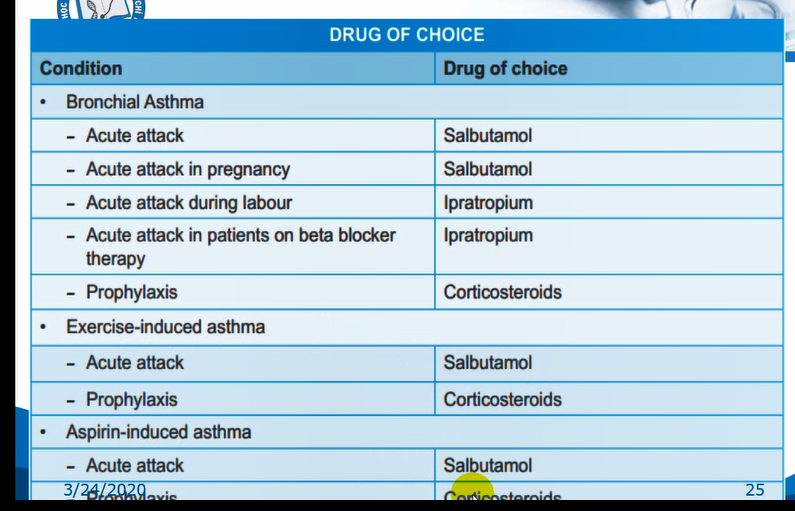 HOC
CHI
DRUG OF CHOICE
Condition Drug of choice
• Bronchial Asthma
– Acute attack Salbutamol
– Acute attack in pregnancy Salbutamol
– Acute attack during labour Ipratropium
– Acute attack in patients on beta blocker Ipratropium
therapy
– Prophylaxis Corticosteroids
• Exercise-induced asthma
– Acute attack Salbutamol
– Prophylaxis Corticosteroids
• Aspirin-induced asthma
– Acute attack Salbutamol
3/24/2020 25
– Prophylaxis Corticosteroids